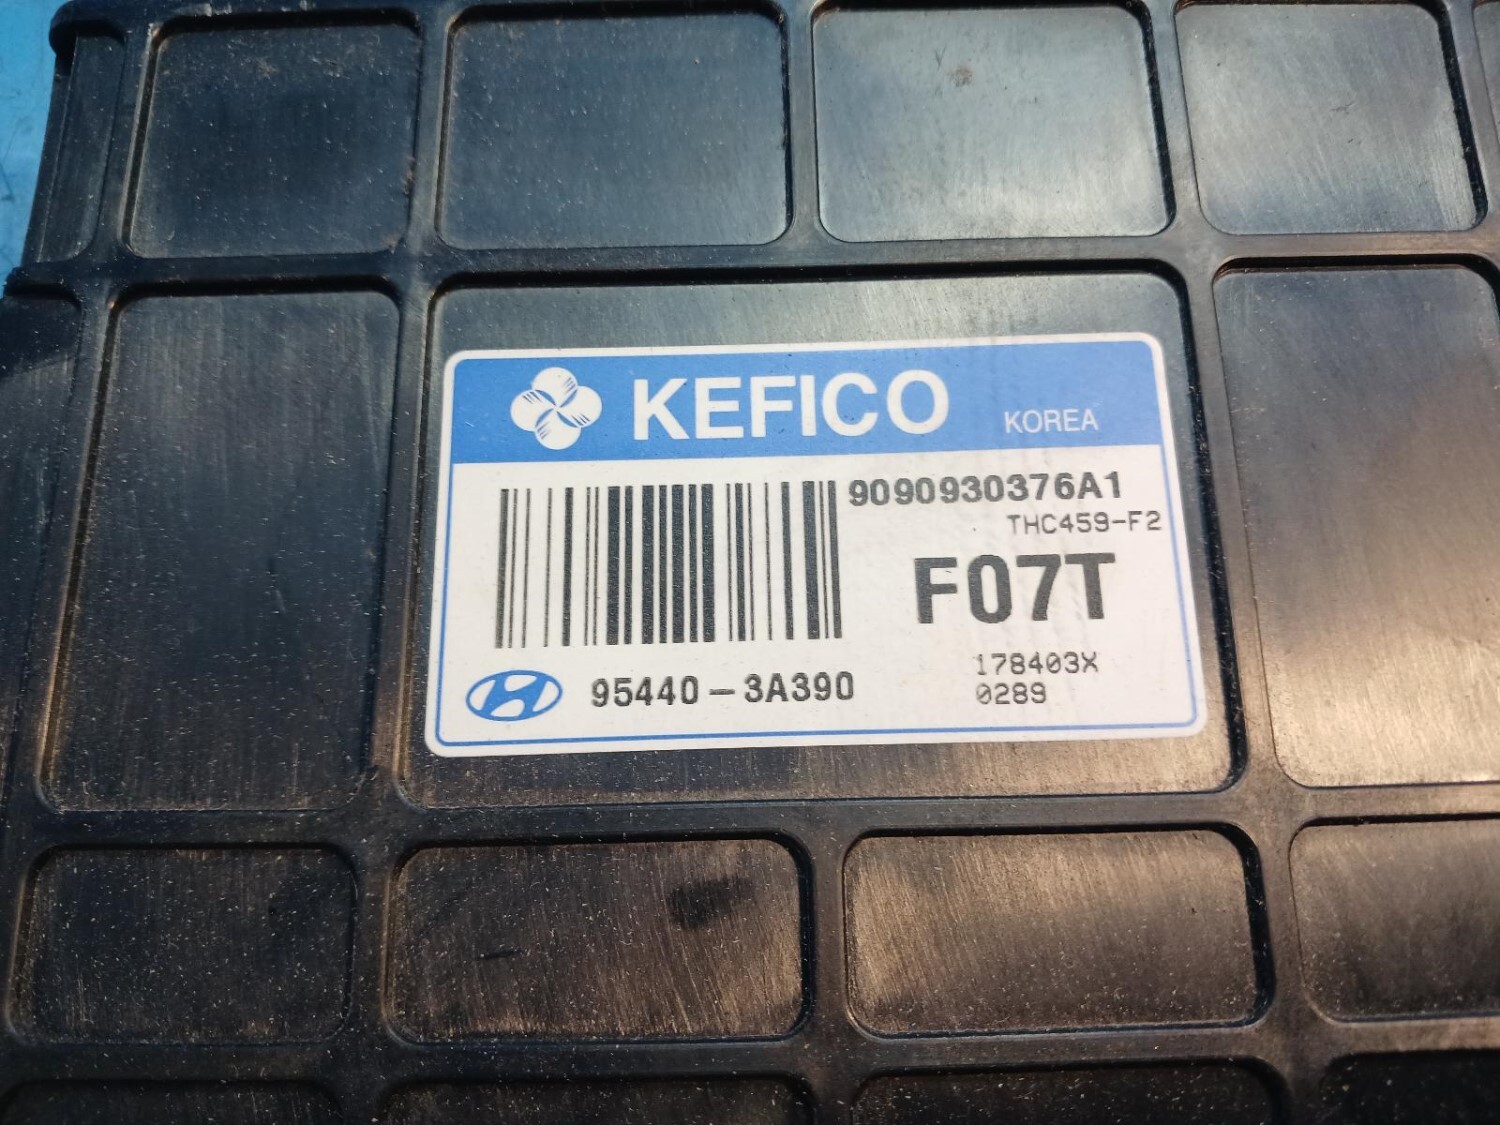 KEFICO KOREA
9090930376A1
THC459-F2
F07T
95440-3A390
178403X
0289